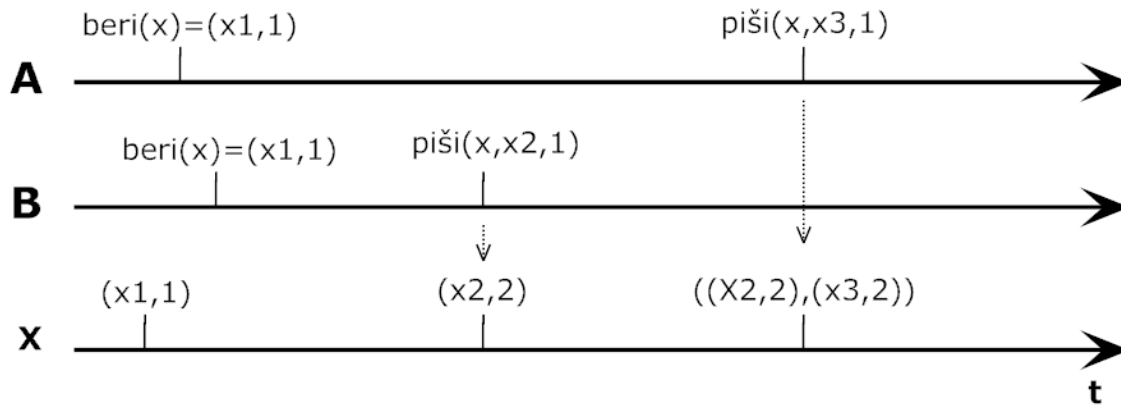 beri(x)=(x1,1)
piši(x,x3,1)
A
beri(x)=(x1,1)
piši(x,x2,1)
B
(x1,1)
(x2,2)
((X2,2),(x3,2))
x
t